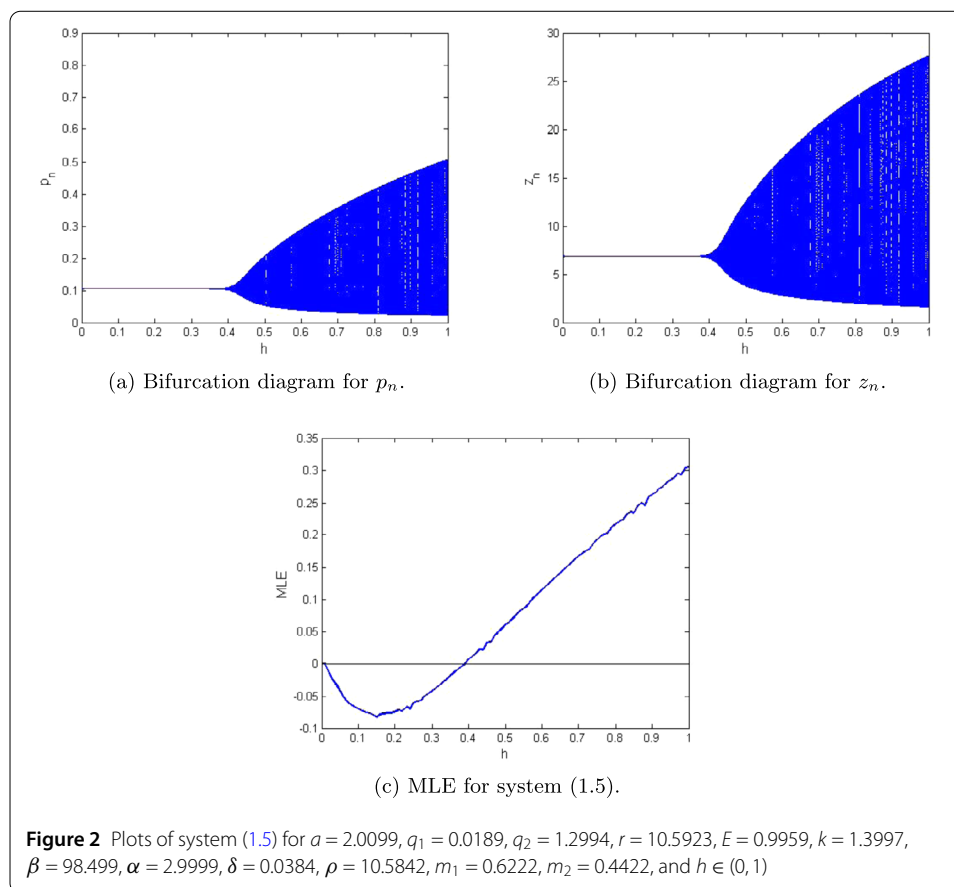 0.9
0.8
0.7
0.6
0.5
0.4
0.3
0.2
0.1
0
p_n
0 0.1 0.2 0.3 0.4 0.5 0.6 0.7 0.8 0.9 1
h
(a) Bifurcation diagram for p_n.
30
25
20
15
10
5
0
z_n
0 0.1 0.2 0.3 0.4 0.5 0.6 0.7 0.8 0.9 1
h
(b) Bifurcation diagram for z_n.
0.35
0.3
0.25
0.2
0.15
0.1
0.05
0
-0.05
-0.1
MLE
0 0.1 0.2 0.3 0.4 0.5 0.6 0.7 0.8 0.9 1
h
(c) MLE for system (1.5).
Figure 2 Plots of system (1.5) for a = 2.0099, q₁ = 0.0189, q₂ = 1.2994, r = 10.5923, E = 0.9959, k = 1.3997,
β = 98.499, α = 2.9999, δ = 0.0384, ρ = 10.5842, m₁ = 0.6222, m₂ = 0.4422, and h ∈ (0, 1)